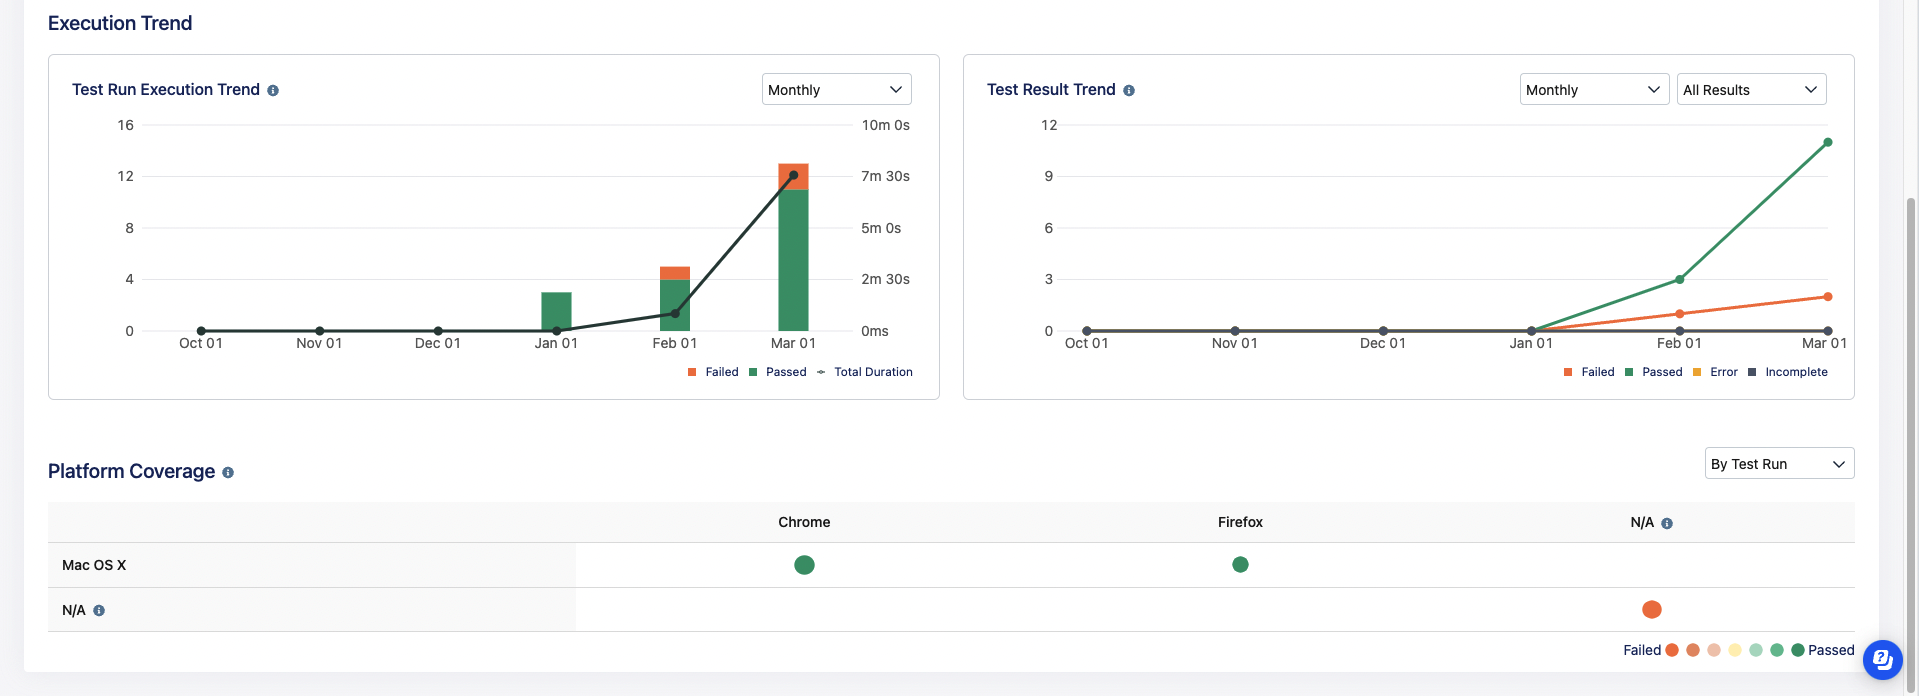 Execution Trend
Test Run Execution Trend
Monthly
16
12
8
4
0
10m 0s
7m 30s
5m 0s
2m 30s
0ms
Oct 01 Nov 01 Dec 01 Jan 01 Feb 01 Mar 01
Failed Passed Total Duration
Test Result Trend
Monthly
All Results
12
9
6
3
0
Oct 01 Nov 01 Dec 01 Jan 01 Feb 01 Mar 01
Failed Passed Error Incomplete
Platform Coverage
By Test Run
Chrome Firefox N/A
Mac OS X
N/A
Failed Passed